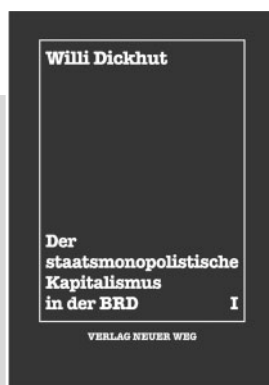 Willi Dickhut
Der
staatsmonopolistische
Kapitalismus
in der BRD I
VERLAG NEUER WEG